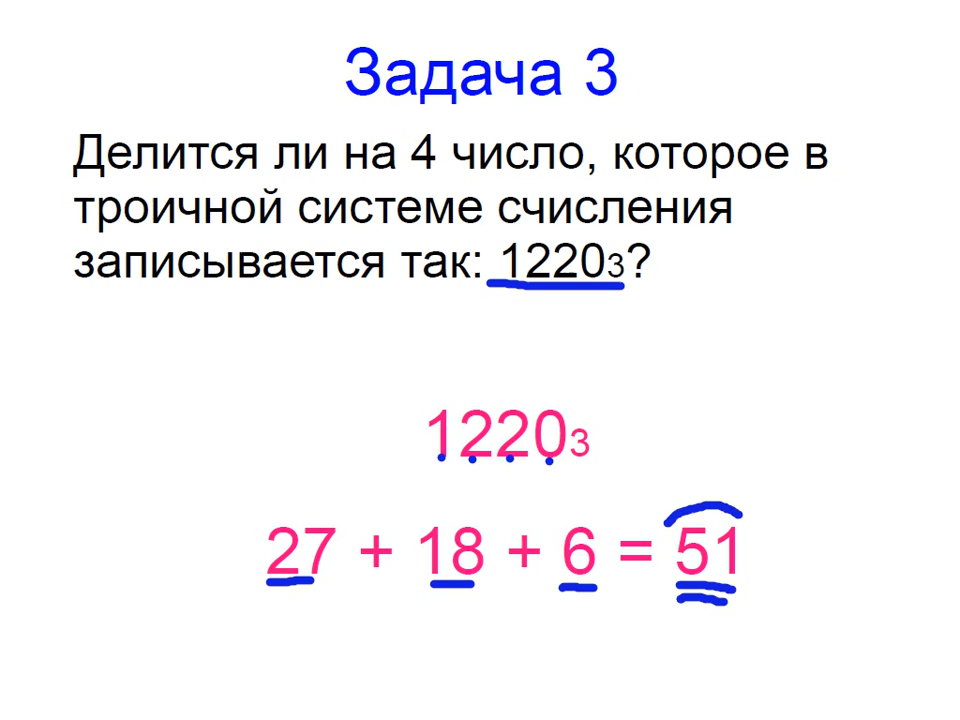 Задача 3
Делится ли на 4 число, которое в
троичной системе счисления
записывается так: 1220₃?
1220₃
27 + 18 + 6 = 51